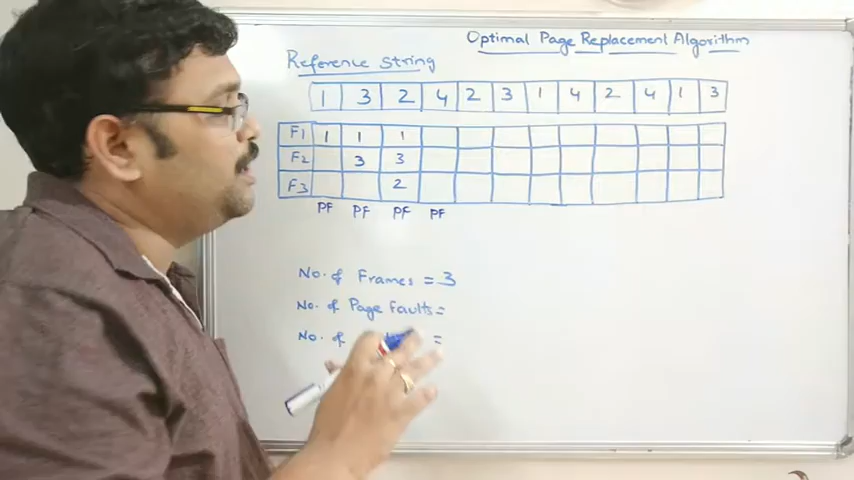 Optimal Page Replacement Algorithm
Reference String
1 3 2 4 2 3 1 4 2 4 1 3
F1 1 1 1
F2 3 3
F3 2
PF PF PF PF
No. of Frames = 3
No. of Page Faults =
No. of =